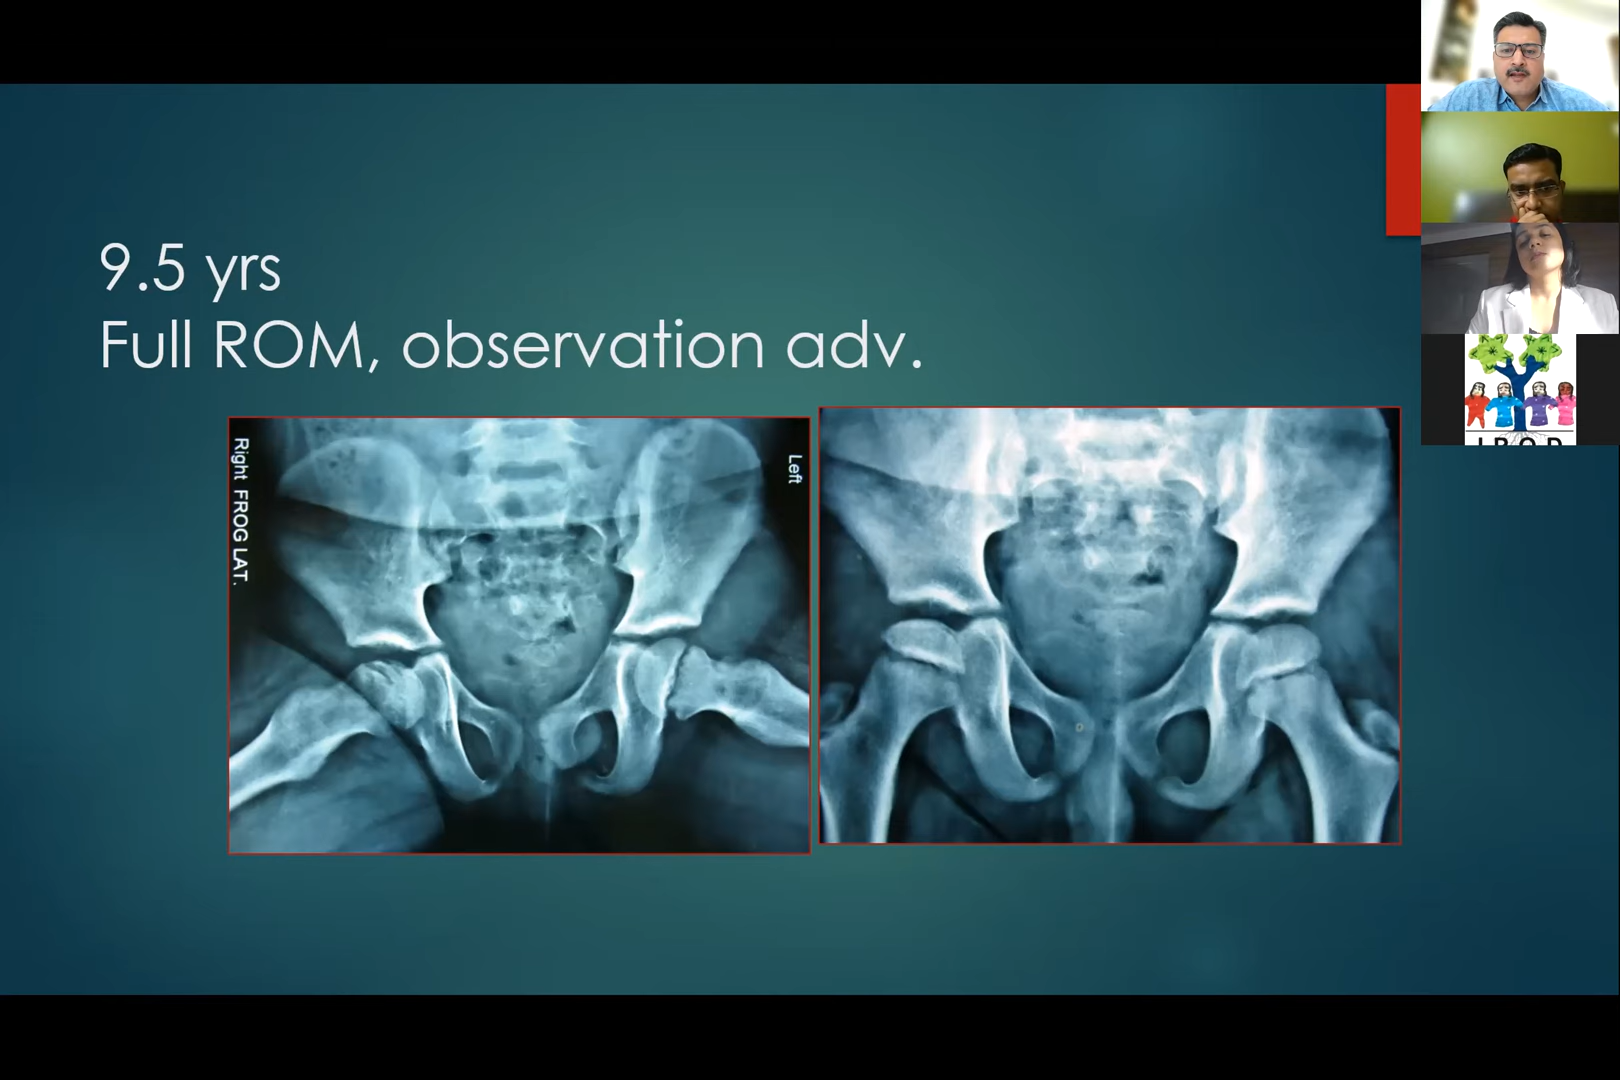 9.5 yrs
Full ROM, observation adv.
Right FROG LAT.
Left